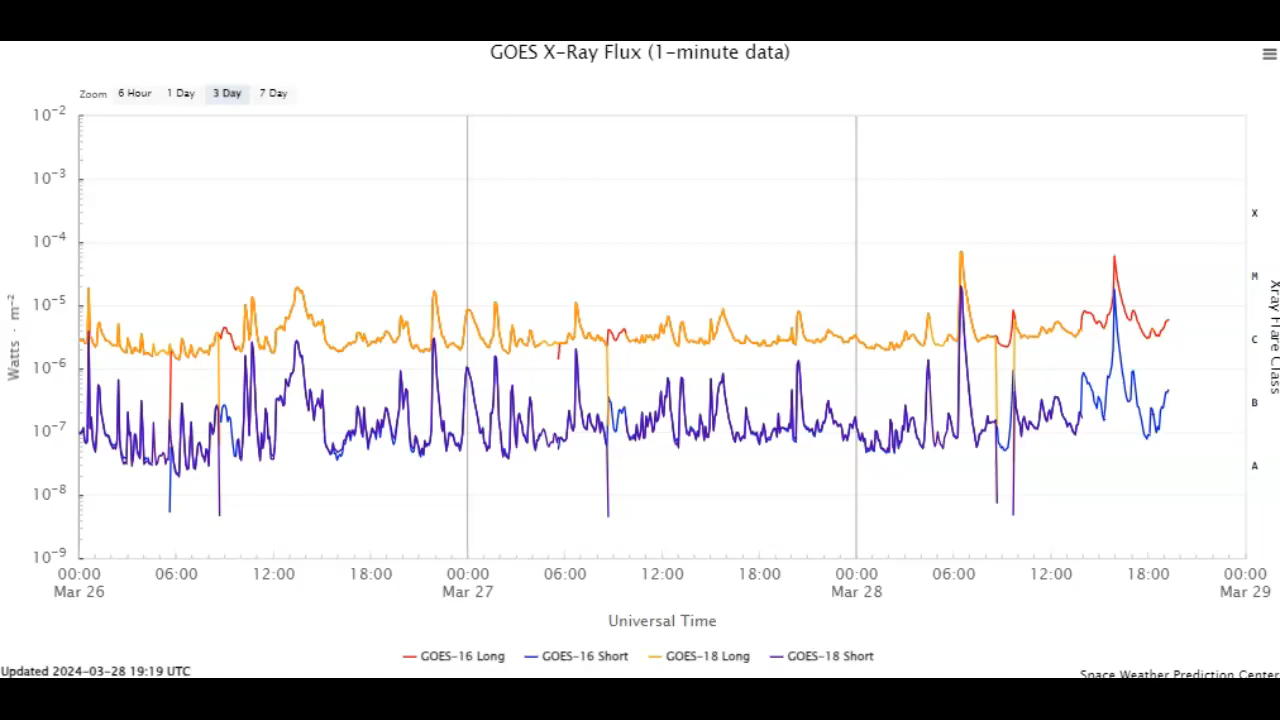 GOES X-Ray Flux (1-minute data)
Zoom 6 Hour 1 Day 3 Day 7 Day
10⁻²
10⁻³
10⁻⁴
10⁻⁵
10⁻⁶
10⁻⁷
10⁻⁸
10⁻⁹
Watts · m⁻²
X
M
C
B
A
Xray Flare Class
00:00 06:00 12:00 18:00 00:00 06:00 12:00 18:00 00:00 06:00 12:00 18:00 00:00
Mar 26 Mar 27 Mar 28 Mar 29
Universal Time
GOES-16 Long GOES-16 Short GOES-18 Long GOES-18 Short
Updated 2024-03-28 19:19 UTC
Space Weather Prediction Center